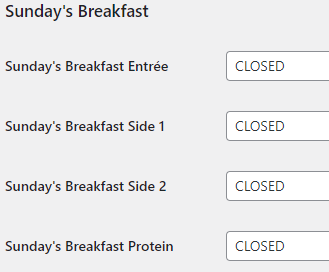 Sunday's Breakfast
Sunday's Breakfast Entrée CLOSED
Sunday's Breakfast Side 1 CLOSED
Sunday's Breakfast Side 2 CLOSED
Sunday's Breakfast Protein CLOSED